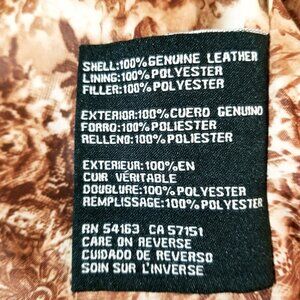 SHELL:100%GENUINE LEATHER
LINING:100%POLYESTER
FILLER:100%POLYESTER
EXTERIOR:100%CUERO GENUINO
FORRO:100%POLIESTER
RELLENO:100%POLIESTER
EXTERIEUR:100%EN
CUIR VÉRITABLE
DOUBLURE:100%POLYESTER
REMPLISSAGE:100%POLYESTER
RN 54163 CA 57151
CARE ON REVERSE
CUIDADO DE REVERSO
SOIN SUR L'INVERSE